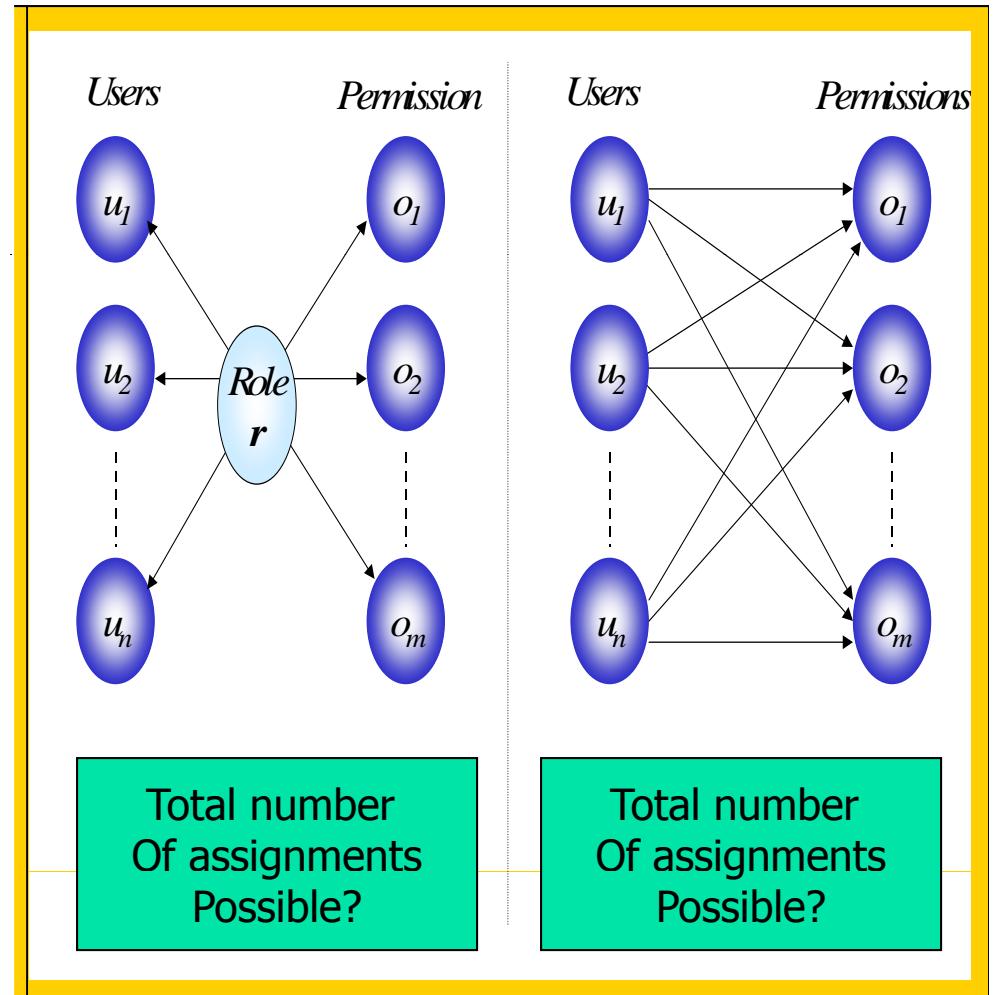 Users
Permission
u1
o1
u2
Role
r
o2
un
om
Total number
Of assignments
Possible?
Users
Permissions
u1
o1
u2
o2
un
om
Total number
Of assignments
Possible?